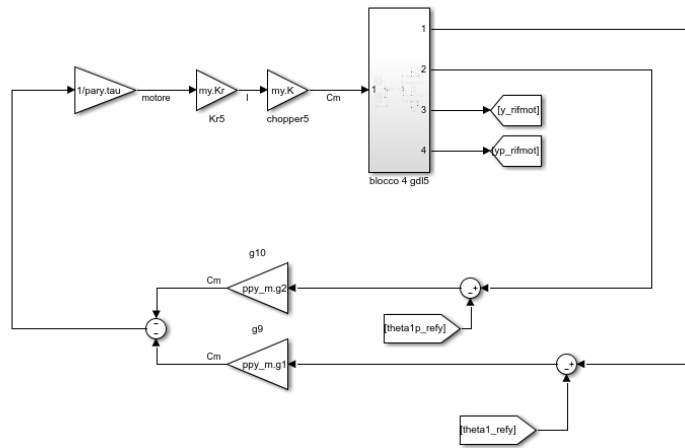 1
2
3
4
1/pary.tau
motore
my.Kr
Kr5
I
my.K
chopper5
Cm
1
[y_rifmot]
[yp_rifmot]
blocco 4 gdl5
g10
Cm
ppy_m.g2
[theta1p_refy]
g9
Cm
ppy_m.g1
[theta1_refy]